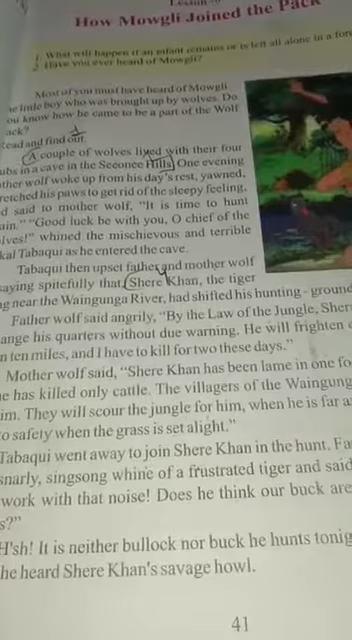 Lesson
How Mowgli Joined the Pack
1. What will happen if an infant remains or is left all alone in a fore
2. Have you ever heard of Mowgli?
Most of you must have heard of Mowgli
he little boy who was brought up by wolves. Do
ou know how he came to be a part of the Wolf
ack?
Read and find out.
A couple of wolves lived with their four
ubs in a cave in the Seeonee Hills. One evening
ther wolf woke up from his day's rest, yawned,
retched his paws to get rid of the sleepy feeling,
d said to mother wolf, "It is time to hunt
ain." "Good luck be with you, O chief of the
lves!" whined the mischievous and terrible
kal Tabaqui as he entered the cave.
Tabaqui then upset father and mother wolf
saying spitefully that Shere Khan, the tiger
ng near the Waingunga River, had shifted his hunting - ground
Father wolf said angrily, "By the Law of the Jungle, Sher
ange his quarters without due warning. He will frighten e
n ten miles, and I have to kill for two these days."
Mother wolf said, "Shere Khan has been lame in one fo
e has killed only cattle. The villagers of the Waingung
im. They will scour the jungle for him, when he is far a
o safety when the grass is set alight."
Tabaqui went away to join Shere Khan in the hunt. Fa
snarly, singsong whine of a frustrated tiger and said
work with that noise! Does he think our buck are
s?"
H'sh! It is neither bullock nor buck he hunts tonig
he heard Shere Khan's savage howl.
41